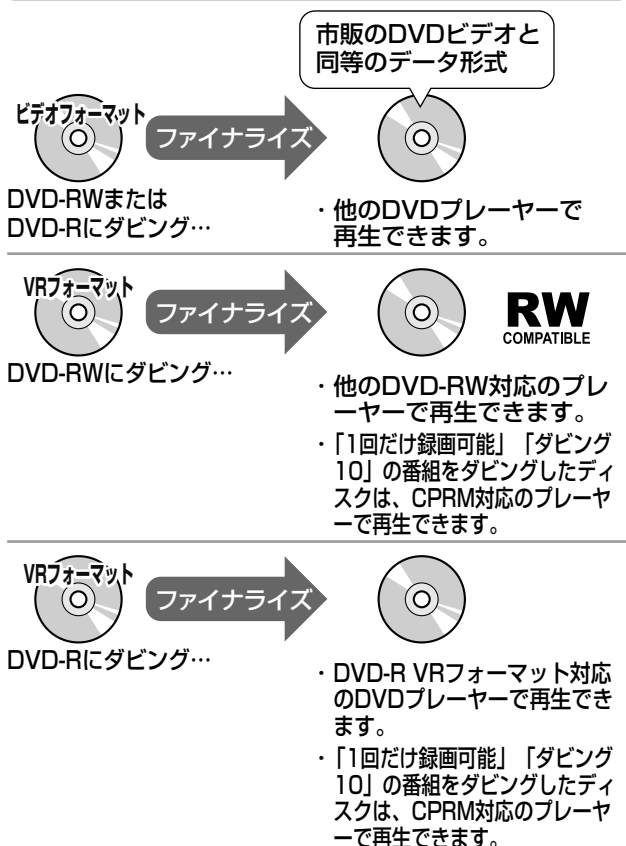 市販のDVDビデオと
同等のデータ形式
ビデオフォーマット
ファイナライズ
DVD-RWまたは
DVD-Rにダビング…
・他のDVDプレーヤーで
再生できます。
VRフォーマット
ファイナライズ
RW
COMPATIBLE
DVD-RWにダビング…
・他のDVD-RW対応のプレ
ーヤーで再生できます。
・「1回だけ録画可能」「ダビング
10」の番組をダビングしたディ
スクは、CPRM対応のプレーヤ
ーで再生できます。
VRフォーマット
ファイナライズ
DVD-Rにダビング…
・DVD-R VRフォーマット対応
のDVDプレーヤーで再生でき
ます。
・「1回だけ録画可能」「ダビング
10」の番組をダビングしたディ
スクは、CPRM対応のプレーヤ
ーで再生できます。